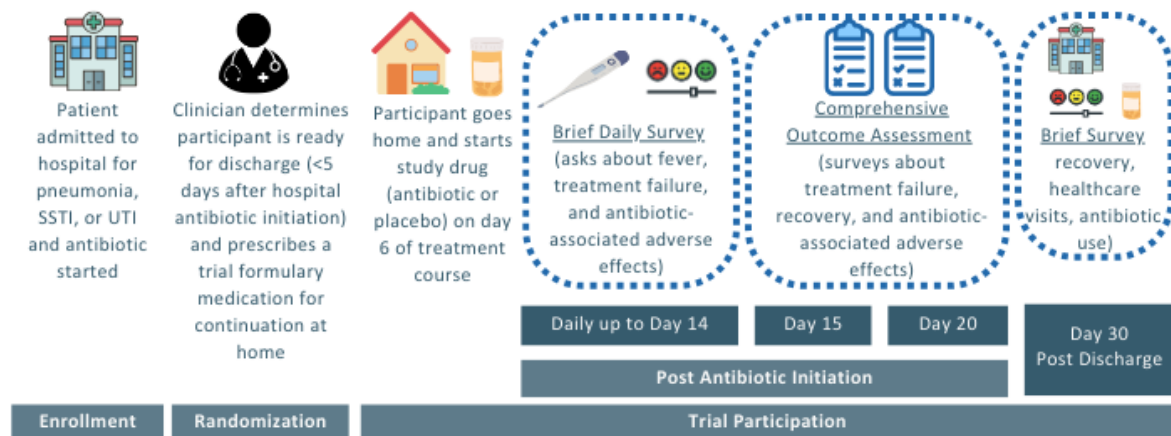 Patient
admitted to
hospital for
pneumonia,
SSTI, or UTI
and antibiotic
started
Clinician determines
participant is ready
for discharge (<5
days after hospital
antibiotic initiation)
and prescribes a
trial formulary
medication for
continuation at
home
Participant goes
home and starts
study drug
(antibiotic or
placebo) on day
6 of treatment
course
Brief Daily Survey
(asks about fever,
treatment failure,
and antibiotic-
associated adverse
effects)
Comprehensive
Outcome Assessment
(surveys about
treatment failure,
recovery, and antibiotic-
associated adverse
effects)
Brief Survey
recovery,
healthcare
visits, antibiotic
use)
Daily up to Day 14
Day 15
Day 20
Day 30
Post Discharge
Post Antibiotic Initiation
Enrollment
Randomization
Trial Participation